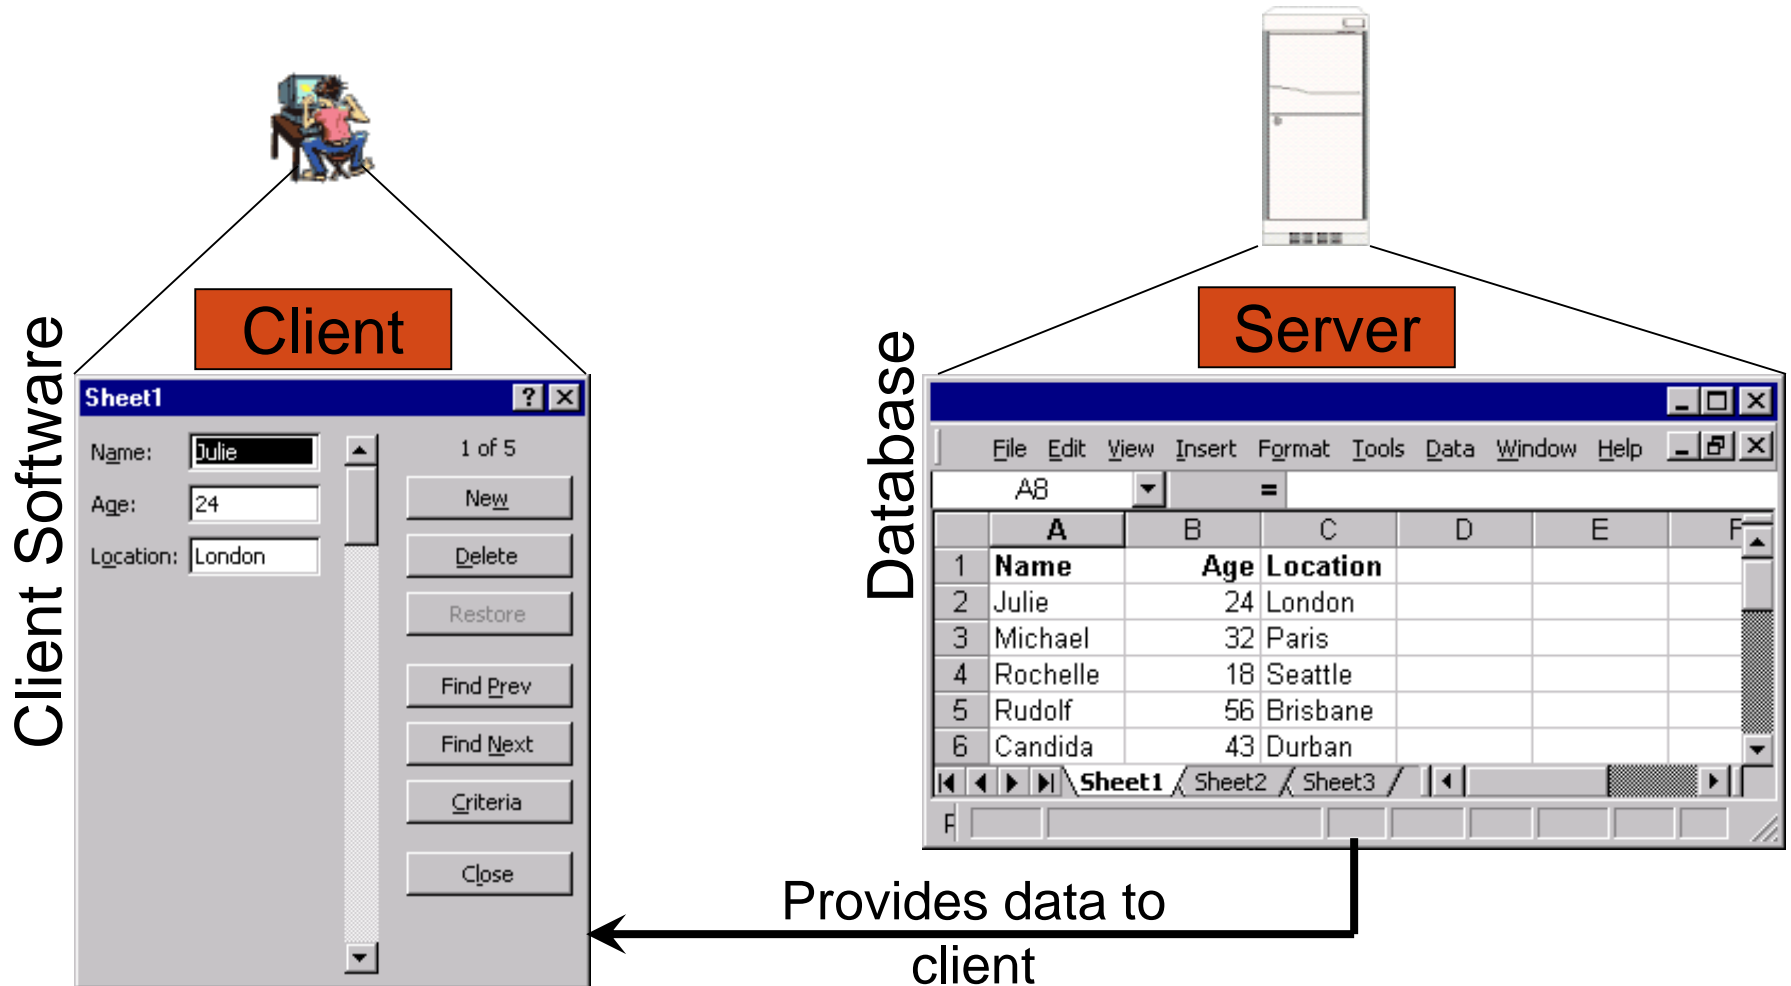 Client
Server
Client Software
Database
Sheet1
Name: Julie
Age: 24
Location: London
1 of 5
New
Delete
Restore
Find Prev
Find Next
Criteria
Close
File Edit View Insert Format Tools Data Window Help
A8 =
A B C D E F
1 Name Age Location
2 Julie 24 London
3 Michael 32 Paris
4 Rochelle 18 Seattle
5 Rudolf 56 Brisbane
6 Candida 43 Durban
Sheet1 Sheet2 Sheet3
Provides data to
client